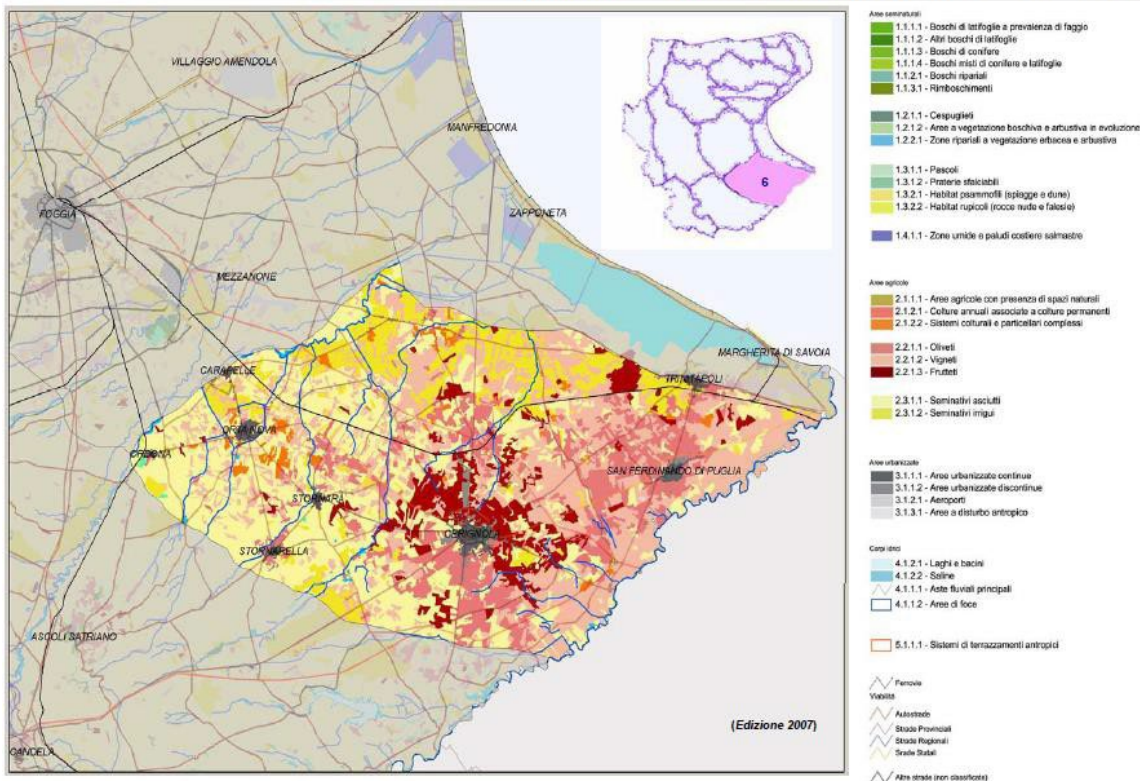 VILLAGGIO AMENDOLA
MANFREDONIA
FOGGIA
ZAPPONETA
MEZZANONE
6
MARGHERITA DI SAVOIA
CARAPELLE
TRINITAPOLI
ORTA NOVA
ORDONA
SAN FERDINANDO DI PUGLIA
STORNARA
CERIGNOLA
STORNARELLA
ASCOLI SATRIANO
CANDELA
(Edizione 2007)
Aree seminaturali
1.1.1.1 - Boschi di latifoglie a prevalenza di faggio
1.1.1.2 - Altri boschi di latifoglie
1.1.1.3 - Boschi di conifere
1.1.1.4 - Boschi misti di conifere e latifoglie
1.1.2.1 - Boschi ripariali
1.1.3.1 - Rimboschimenti
1.2.1.1 - Cespuglieti
1.2.1.2 - Aree a vegetazione boschiva e arbustiva in evoluzione
1.2.2.1 - Zone ripariali a vegetazione erbacea e arbustiva
1.3.1.1 - Pascoli
1.3.1.2 - Praterie sfalciabili
1.3.2.1 - Habitat psammofili (spiagge e dune)
1.3.2.2 - Habitat rupicoli (rocce nude e falesie)
1.4.1.1 - Zone umide e paludi costiere salmastre
Aree agricole
2.1.1.1 - Aree agricole con presenza di spazi naturali
2.1.2.1 - Colture annuali associate a colture permanenti
2.1.2.2 - Sistemi colturali e particellari complessi
2.2.1.1 - Oliveti
2.2.1.2 - Vigneti
2.2.1.3 - Frutteti
2.3.1.1 - Seminativi asciutti
2.3.1.2 - Seminativi irrigui
Aree urbanizzate
3.1.1.1 - Aree urbanizzate continue
3.1.1.2 - Aree urbanizzate discontinue
3.1.2.1 - Aeroporti
3.1.3.1 - Aree a disturbo antropico
Corpi idrici
4.1.2.1 - Laghi e bacini
4.1.2.2 - Saline
4.1.1.1 - Aste fluviali principali
4.1.1.2 - Aree di foce
5.1.1.1 - Sistemi di terrazzamenti antropici
Ferrovie
Viabilità
Autostrade
Strade Provinciali
Strade Regionali
Srade Statali
Altre strade (non classificate)